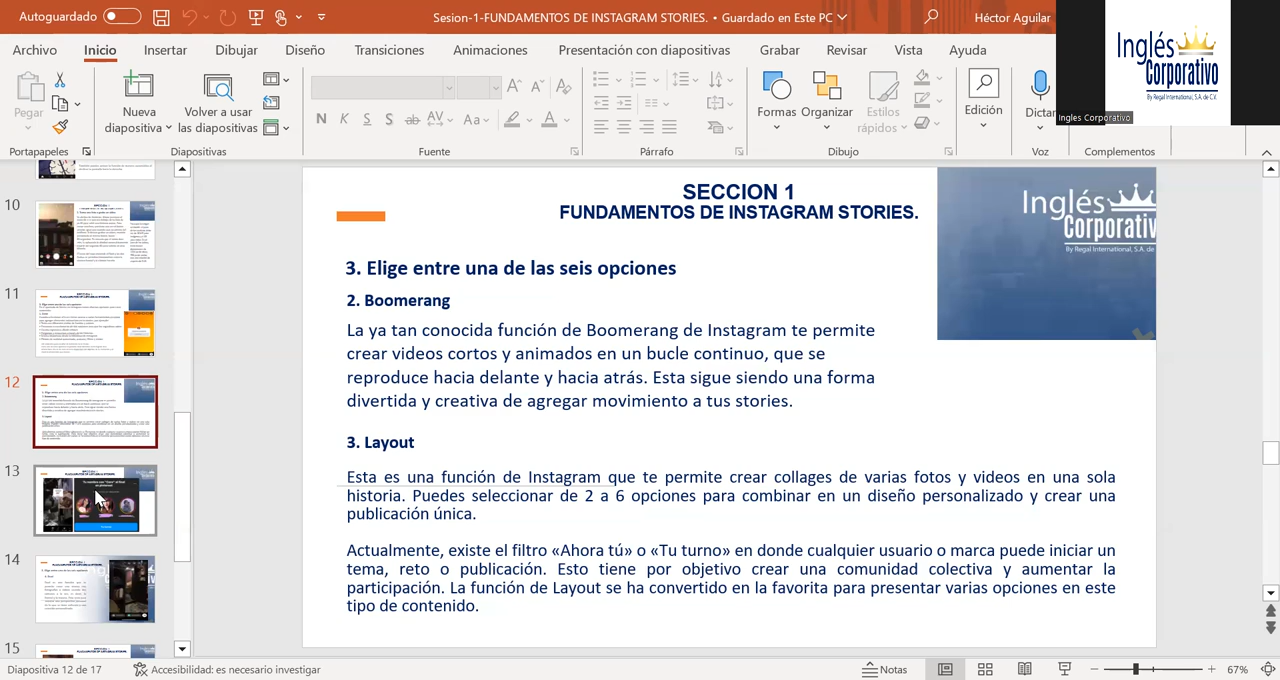 Autoguardado
Sesion-1-FUNDAMENTOS DE INSTAGRAM STORIES. • Guardado en Este PC
Héctor Aguilar
Archivo Inicio Insertar Dibujar Diseño Transiciones Animaciones Presentación con diapositivas Grabar Revisar Vista Ayuda
Inglés
Corporativo
By Regal International, S.A. de C.V.
Ingles Corporativo
Pegar
Nueva
diapositiva
Volver a usar
las diapositivas
N K S S ab AV Aa A
Formas
Organizar
Estilos
rápidos
Edición
Dictar
Portapapeles
Diapositivas
Fuente
Párrafo
Dibujo
Voz
Complementos
10
11
12
13
14
15
SECCION 1
FUNDAMENTOS DE INSTAGRAM STORIES.
Inglés
Corporativ
By Regal International, S.A. de
3. Elige entre una de las seis opciones
2. Boomerang
La ya tan conocida función de Boomerang de Instagram te permite
crear videos cortos y animados en un bucle continuo, que se
reproduce hacia delante y hacia atrás. Esta sigue siendo una forma
divertida y creativa de agregar movimiento a tus storie
3. Layout
Esta es una función de Instagram que te permite crear collages de varias fotos y videos en una sola
historia. Puedes seleccionar de 2 a 6 opciones para combinar en un diseño personalizado y crear una
publicación única.
Actualmente, existe el filtro «Ahora tú» o «Tu turno» en donde cualquier usuario o marca puede iniciar un
tema, reto o publicación. Esto tiene por objetivo crear una comunidad colectiva y aumentar la
participación. La función de Layout se ha convertido en la favorita para presentar varias opciones en este
tipo de contenido.
Diapositiva 12 de 17
Accesibilidad: es necesario investigar
Notas
67%